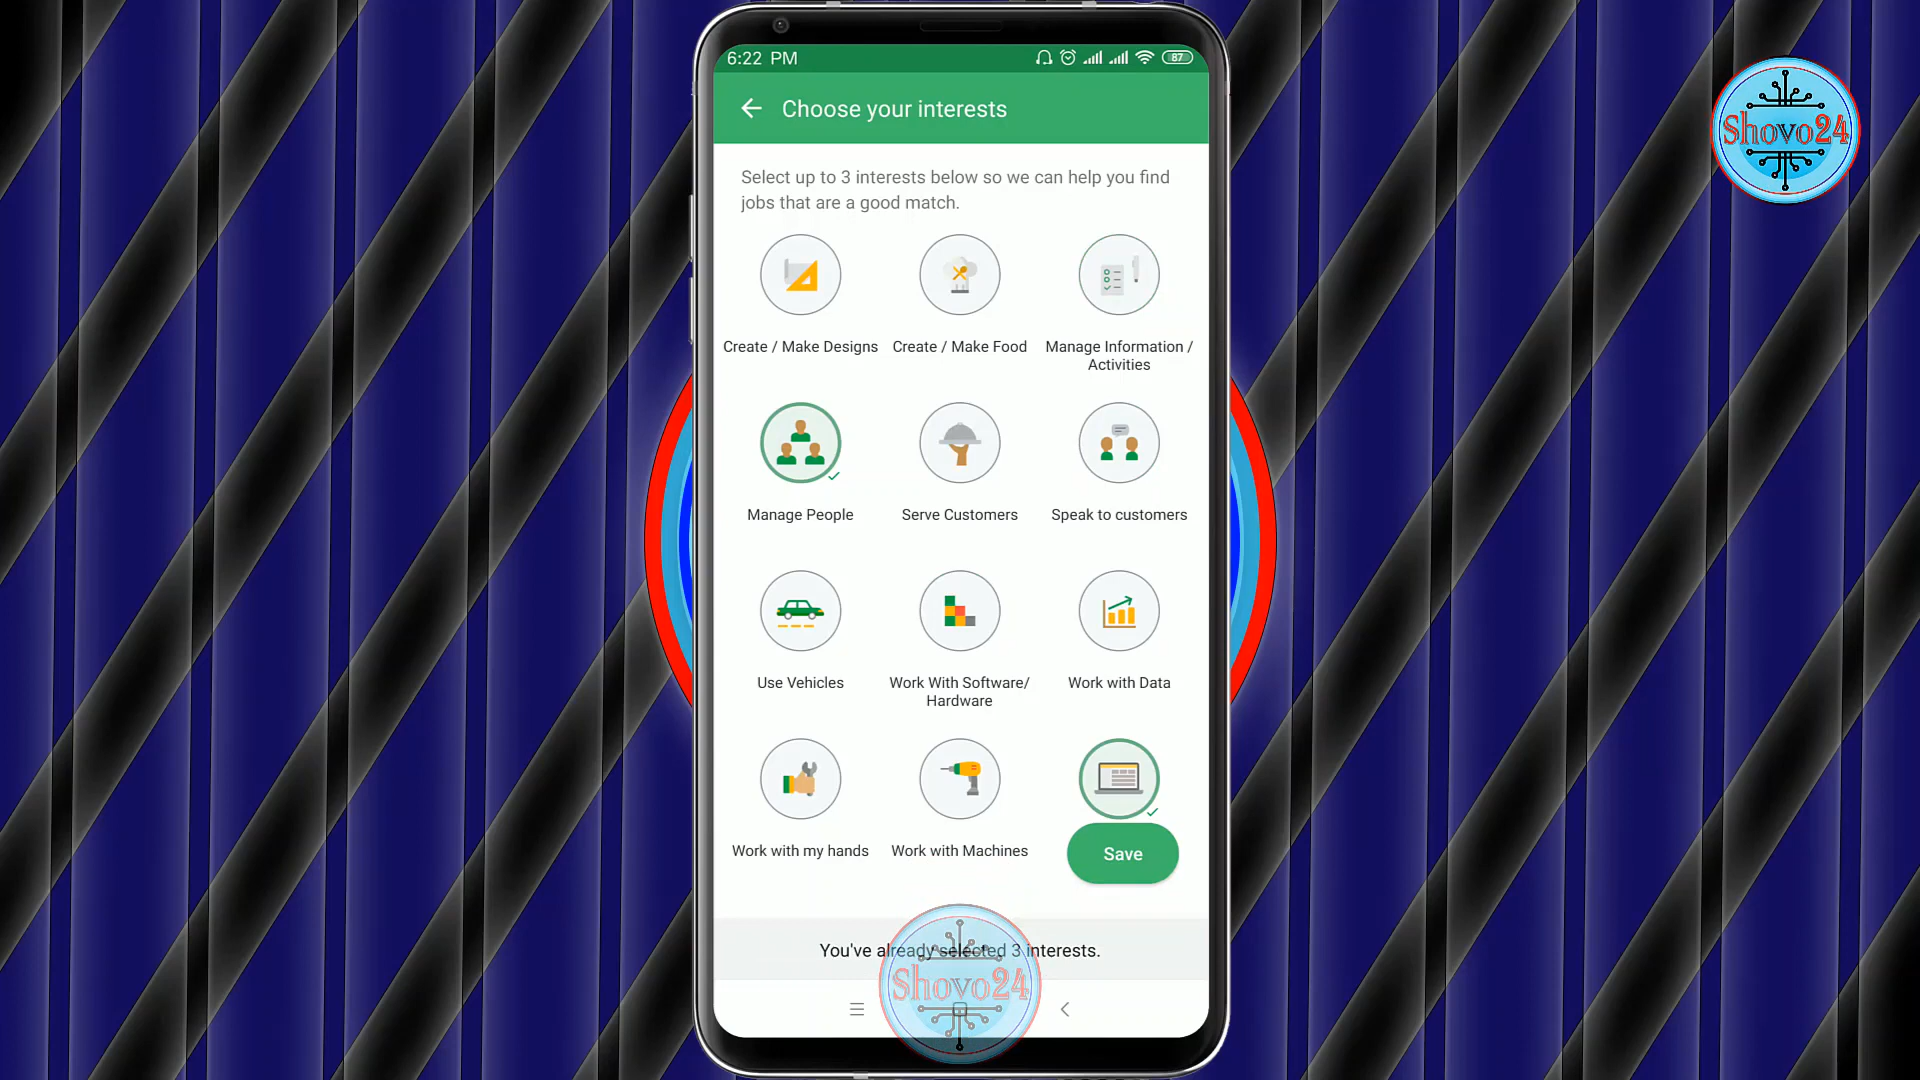 6:22 PM
87
Shovo24
Choose your interests
Select up to 3 interests below so we can help you find
jobs that are a good match.
Create / Make Designs
Create / Make Food
Manage Information /
Activities
Manage People
Serve Customers
Speak to customers
Use Vehicles
Work With Software/
Hardware
Work with Data
Work with my hands
Work with Machines
Save
You've already selected 3 interests.
Shovo24